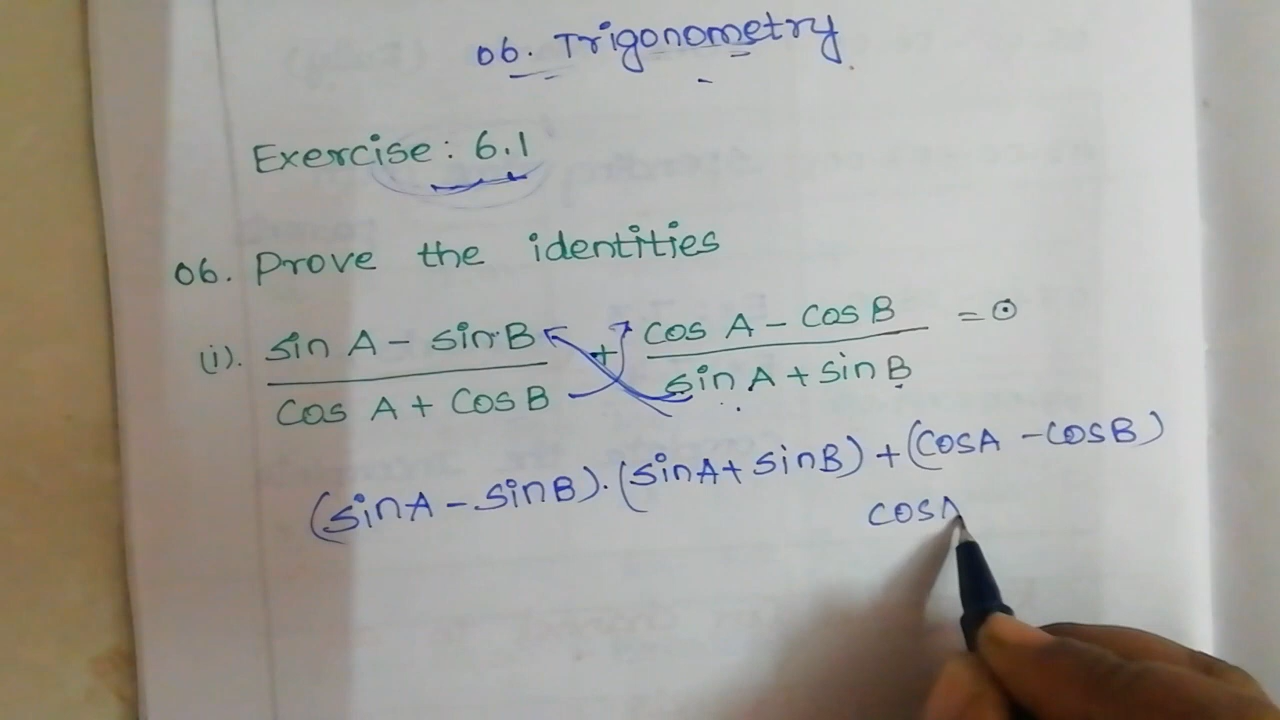 06. Trigonometry
Exercise: 6.1
06. Prove the identities
(i). sin A - sin B / cos A + cos B + cos A - cos B / sin A + sin B = 0
(sinA - sinB).(sinA + sinB) + (cosA - cosB)
cosA